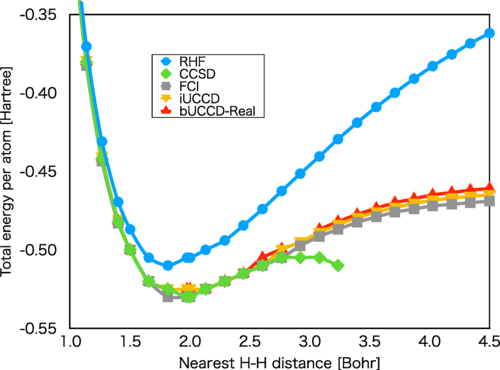 -0.35
-0.40
-0.45
-0.50
-0.55
Total energy per atom [Hartree]
RHF
CCSD
FCI
iUCCD
bUCCD-Real
1.0 1.5 2.0 2.5 3.0 3.5 4.0 4.5
Nearest H-H distance [Bohr]